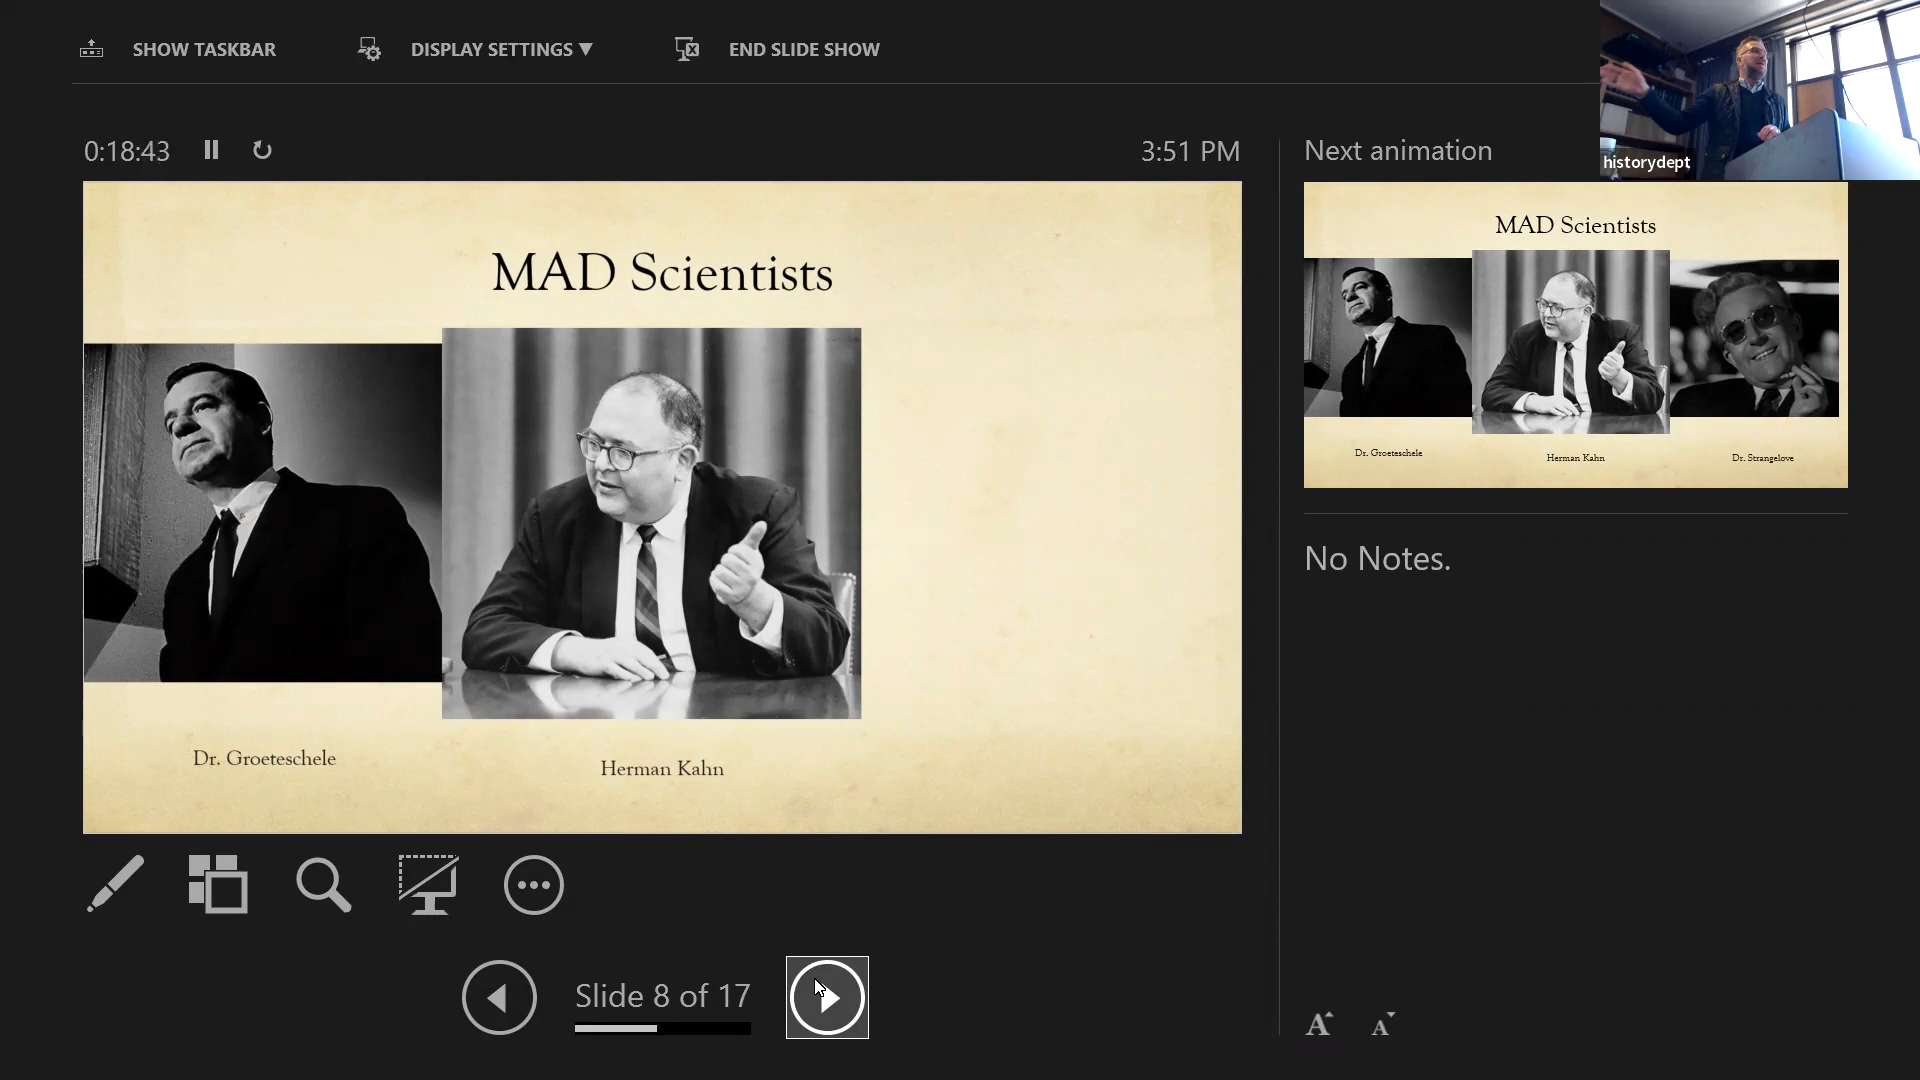 SHOW TASKBAR
DISPLAY SETTINGS ▼
END SLIDE SHOW
historydept
0:18:43
3:51 PM
Next animation
MAD Scientists
Dr. Groeteschele
Herman Kahn
MAD Scientists
Dr. Groeteschele
Herman Kahn
Dr. Strangelove
No Notes.
Slide 8 of 17
A A